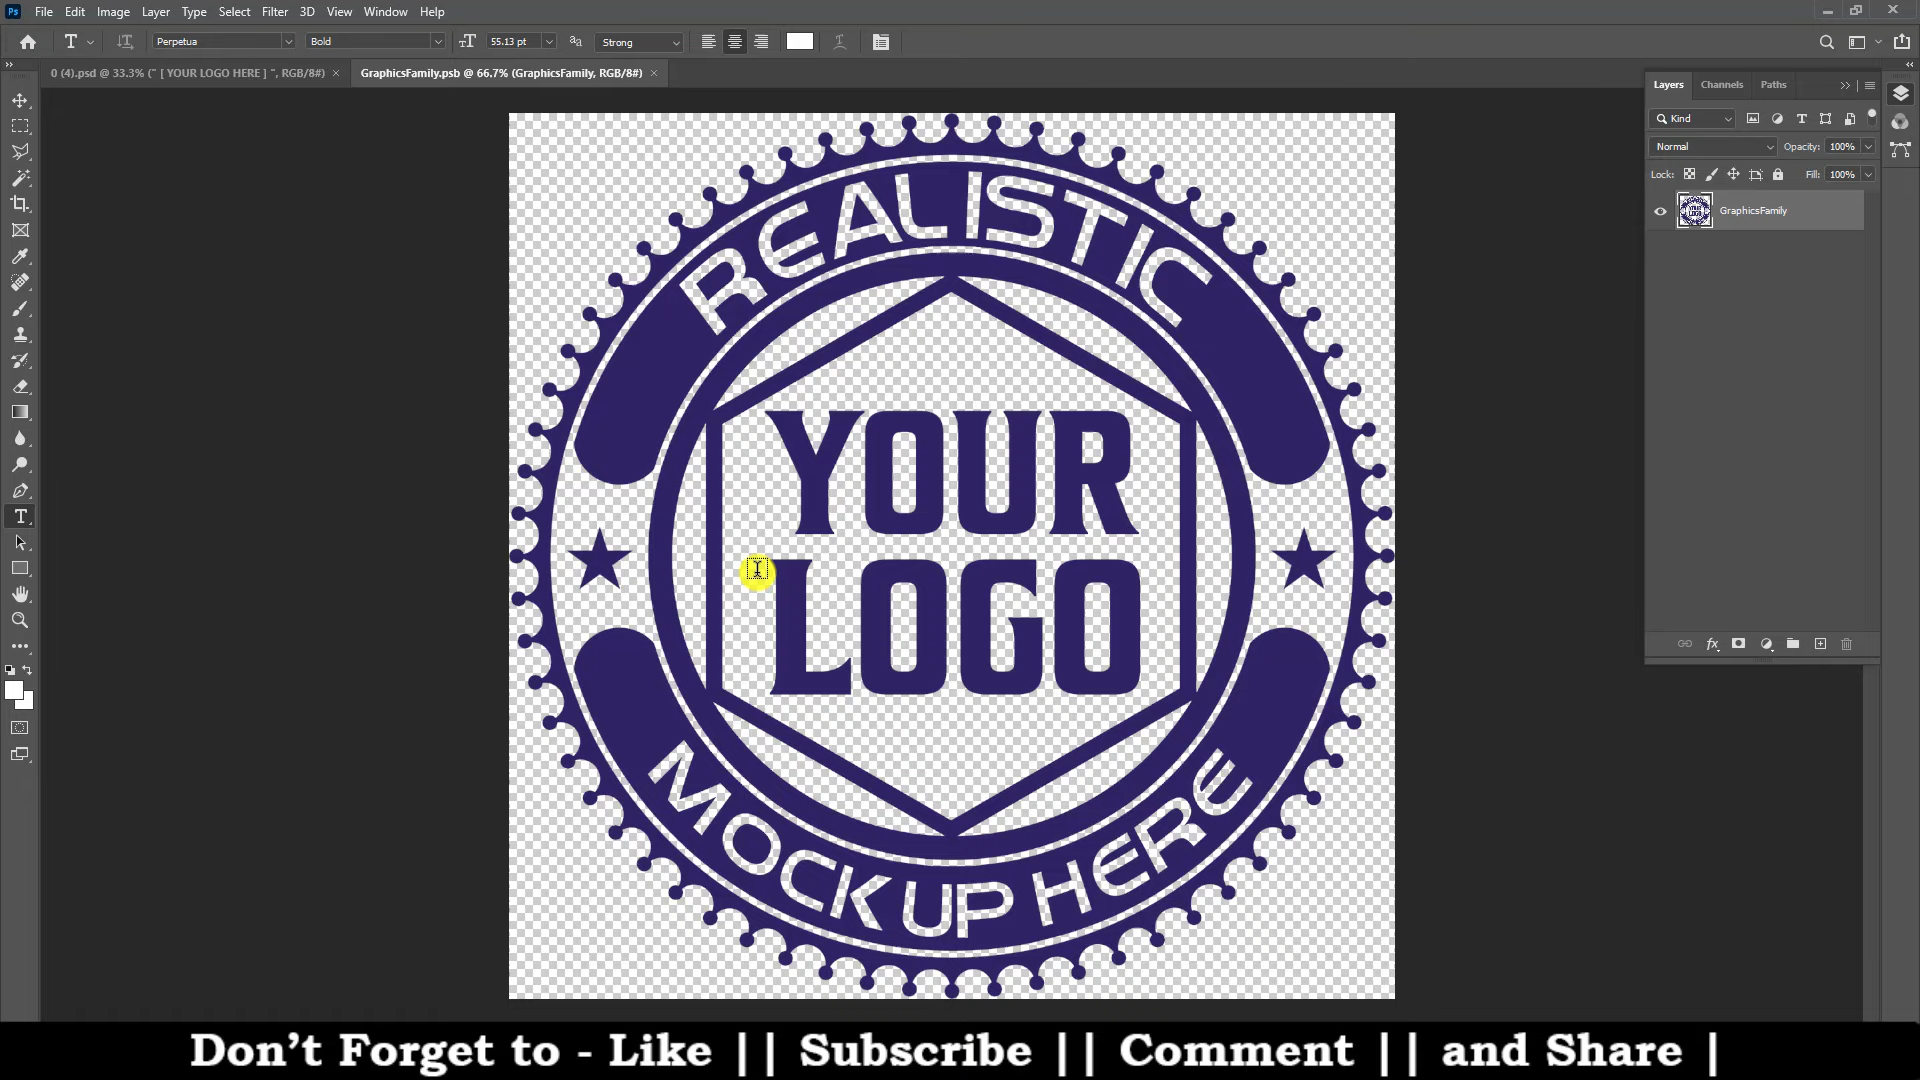 Ps File Edit Image Layer Type Select Filter 3D View Window Help
T Perpetua Bold 55.13 pt Strong
0 (4).psd @ 33.3% (" [ YOUR LOGO HERE ] ", RGB/8#) × GraphicsFamily.psb @ 66.7% (GraphicsFamily, RGB/8#) ×
Layers Channels Paths
Kind
Normal Opacity: 100%
Lock: Fill: 100%
GraphicsFamily
REALISTIC
YOUR
LOGO
MOCKUP HERE
Don't Forget to - Like || Subscribe || Comment || and Share |